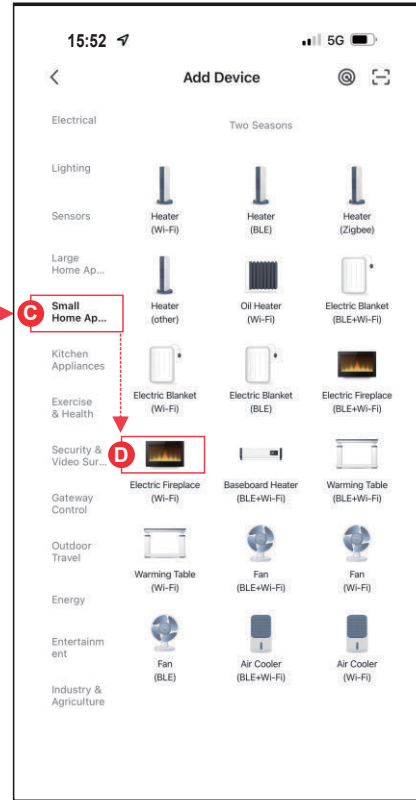 15:52
5G
Add Device
Electrical
Lighting
Sensors
Large
Home Ap...
C
Small
Home Ap...
Kitchen
Appliances
Exercise
& Health
Security &
Video Sur...
Gateway
Control
Outdoor
Travel
Energy
Entertainm
ent
Industry &
Agriculture
Two Seasons
Heater
(Wi-Fi)
Heater
(BLE)
Heater
(Zigbee)
Heater
(other)
Oil Heater
(Wi-Fi)
Electric Blanket
(BLE+Wi-Fi)
Electric Blanket
(Wi-Fi)
Electric Blanket
(BLE)
Electric Fireplace
(BLE+Wi-Fi)
D
Electric Fireplace
(Wi-Fi)
Baseboard Heater
(BLE+Wi-Fi)
Warming Table
(BLE+Wi-Fi)
Warming Table
(Wi-Fi)
Fan
(BLE+Wi-Fi)
Fan
(Wi-Fi)
Fan
(BLE)
Air Cooler
(BLE+Wi-Fi)
Air Cooler
(Wi-Fi)